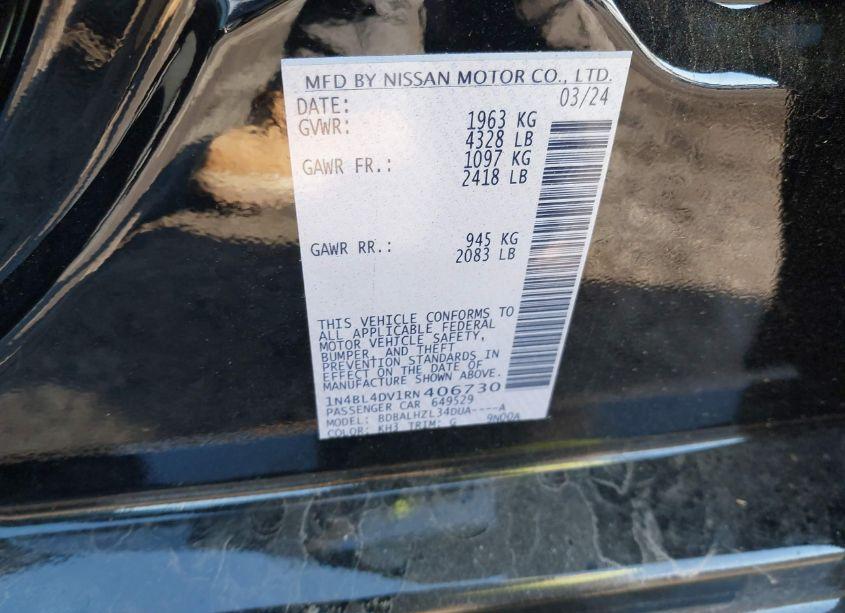 MFD BY NISSAN MOTOR CO., LTD.
DATE: 03/24
GVWR: 1963 KG
4328 LB
GAWR FR.: 1097 KG
2418 LB
GAWR RR.: 945 KG
2083 LB
THIS VEHICLE CONFORMS TO
ALL APPLICABLE FEDERAL
MOTOR VEHICLE SAFETY,
BUMPER, AND THEFT
PREVENTION STANDARDS IN
EFFECT ON THE DATE OF
MANUFACTURE SHOWN ABOVE.
1N4BL4DV1RN406730
PASSENGER CAR 649529
MODEL: BDBALHZL34DUA----A
COLOR: KH3 TRIM: G 9N00A